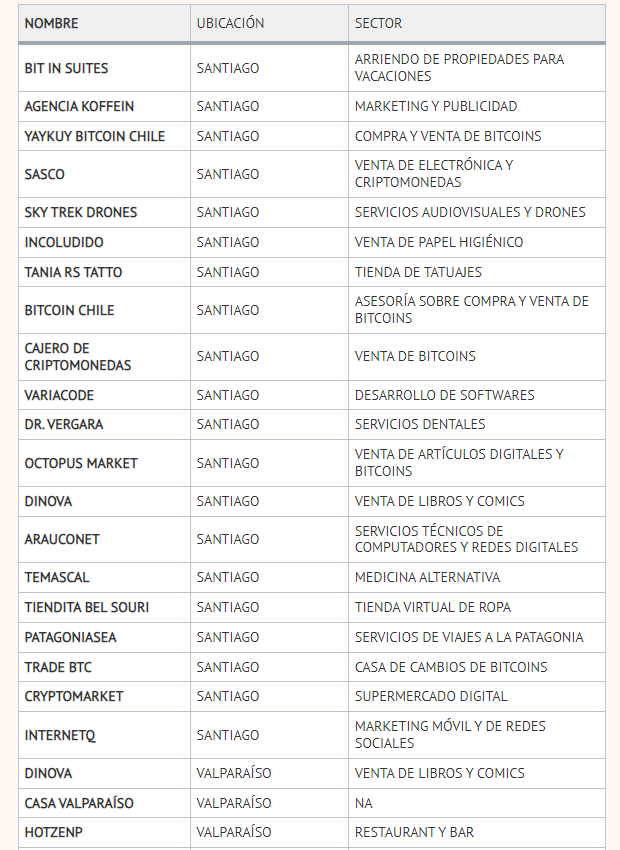 NOMBRE UBICACIÓN SECTOR
BIT IN SUITES SANTIAGO ARRIENDO DE PROPIEDADES PARA
VACACIONES
AGENCIA KOFFEIN SANTIAGO MARKETING Y PUBLICIDAD
YAYKUY BITCOIN CHILE SANTIAGO COMPRA Y VENTA DE BITCOINS
SASCO SANTIAGO VENTA DE ELECTRÓNICA Y
CRIPTOMONEDAS
SKY TREK DRONES SANTIAGO SERVICIOS AUDIOVISUALES Y DRONES
INCOLUDIDO SANTIAGO VENTA DE PAPEL HIGIÉNICO
TANIA RS TATTO SANTIAGO TIENDA DE TATUAJES
BITCOIN CHILE SANTIAGO ASESORÍA SOBRE COMPRA Y VENTA DE
BITCOINS
CAJERO DE
CRIPTOMONEDAS SANTIAGO VENTA DE BITCOINS
VARIACODE SANTIAGO DESARROLLO DE SOFTWARES
DR. VERGARA SANTIAGO SERVICIOS DENTALES
OCTOPUS MARKET SANTIAGO VENTA DE ARTÍCULOS DIGITALES Y
BITCOINS
DINOVA SANTIAGO VENTA DE LIBROS Y COMICS
ARAUCONET SANTIAGO SERVICIOS TÉCNICOS DE
COMPUTADORES Y REDES DIGITALES
TEMASCAL SANTIAGO MEDICINA ALTERNATIVA
TIENDITA BEL SOURI SANTIAGO TIENDA VIRTUAL DE ROPA
PATAGONIASEA SANTIAGO SERVICIOS DE VIAJES A LA PATAGONIA
TRADE BTC SANTIAGO CASA DE CAMBIOS DE BITCOINS
CRYPTOMARKET SANTIAGO SUPERMERCADO DIGITAL
INTERNETQ SANTIAGO MARKETING MÓVIL Y DE REDES
SOCIALES
DINOVA VALPARAÍSO VENTA DE LIBROS Y COMICS
CASA VALPARAÍSO VALPARAÍSO NA
HOTZENP VALPARAÍSO RESTAURANT Y BAR